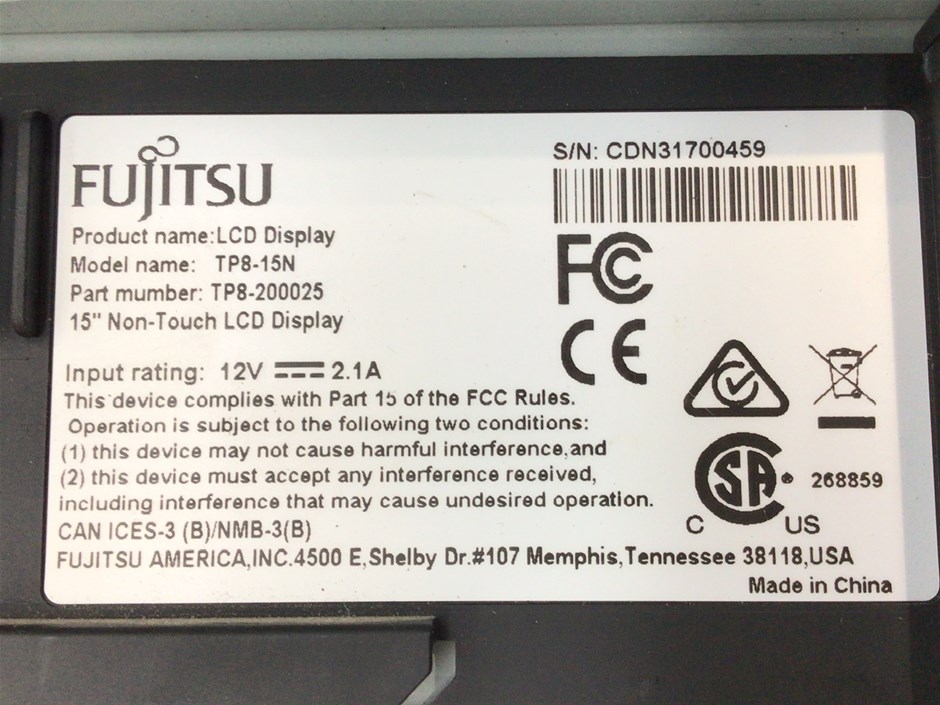 FUJITSU
Product name:LCD Display
Model name: TP8-15N
Part mumber: TP8-200025
15" Non-Touch LCD Display
Input rating: 12V 2.1A
This device complies with Part 15 of the FCC Rules.
Operation is subject to the following two conditions:
(1) this device may not cause harmful interference,and
(2) this device must accept any interference received,
including interference that may cause undesired operation.
CAN ICES-3 (B)/NMB-3(B)
FUJITSU AMERICA,INC.4500 E,Shelby Dr.#107 Memphis,Tennessee 38118,USA
Made in China
S/N: CDN31700459
FCC
CE
SA
® 268859
C US